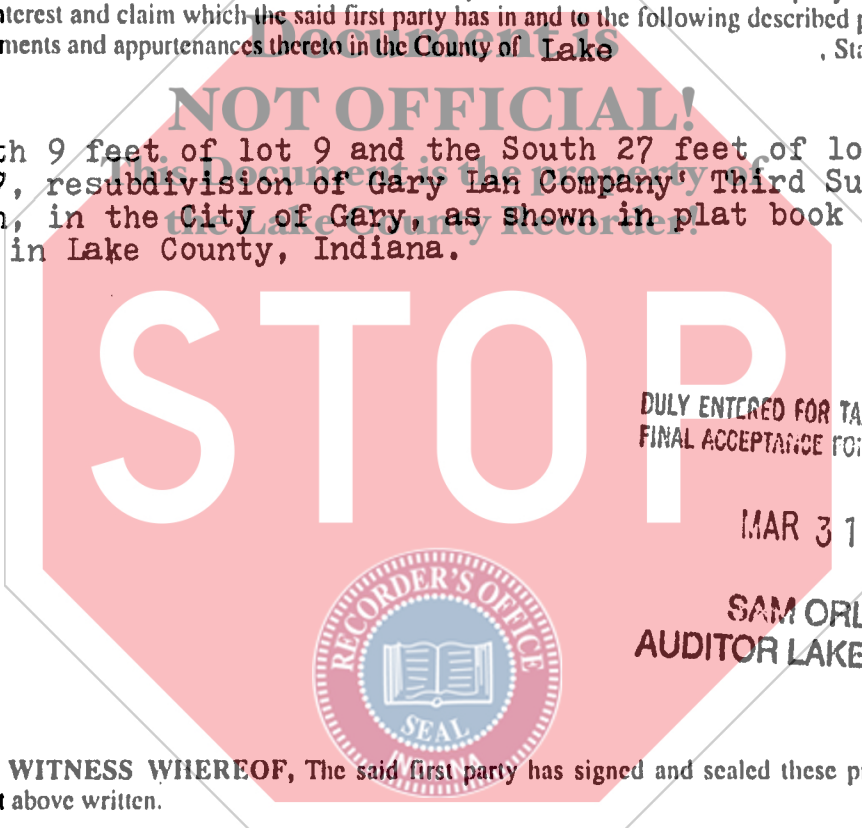 nterest and claim which the said first party has in and to the following described p
ments and appurtenances thereto in the County of Lake , Sta
Document is
NOT OFFICIAL!
This Document is the property of
the Lake County Recorder!
th 9 feet of lot 9 and the South 27 feet of lo
7, resubdivision of Gary Lan Company' Third Su
n, in the City of Gary, as shown in plat book
in Lake County, Indiana.
STOP
DULY ENTERED FOR TA
FINAL ACCEPTANCE FOR
MAR 31
SAM ORL
AUDITOR LAKE
RECORDER'S OFFICE
SEAL
INDIANA
WITNESS WHEREOF, The said first party has signed and sealed these p
t above written.